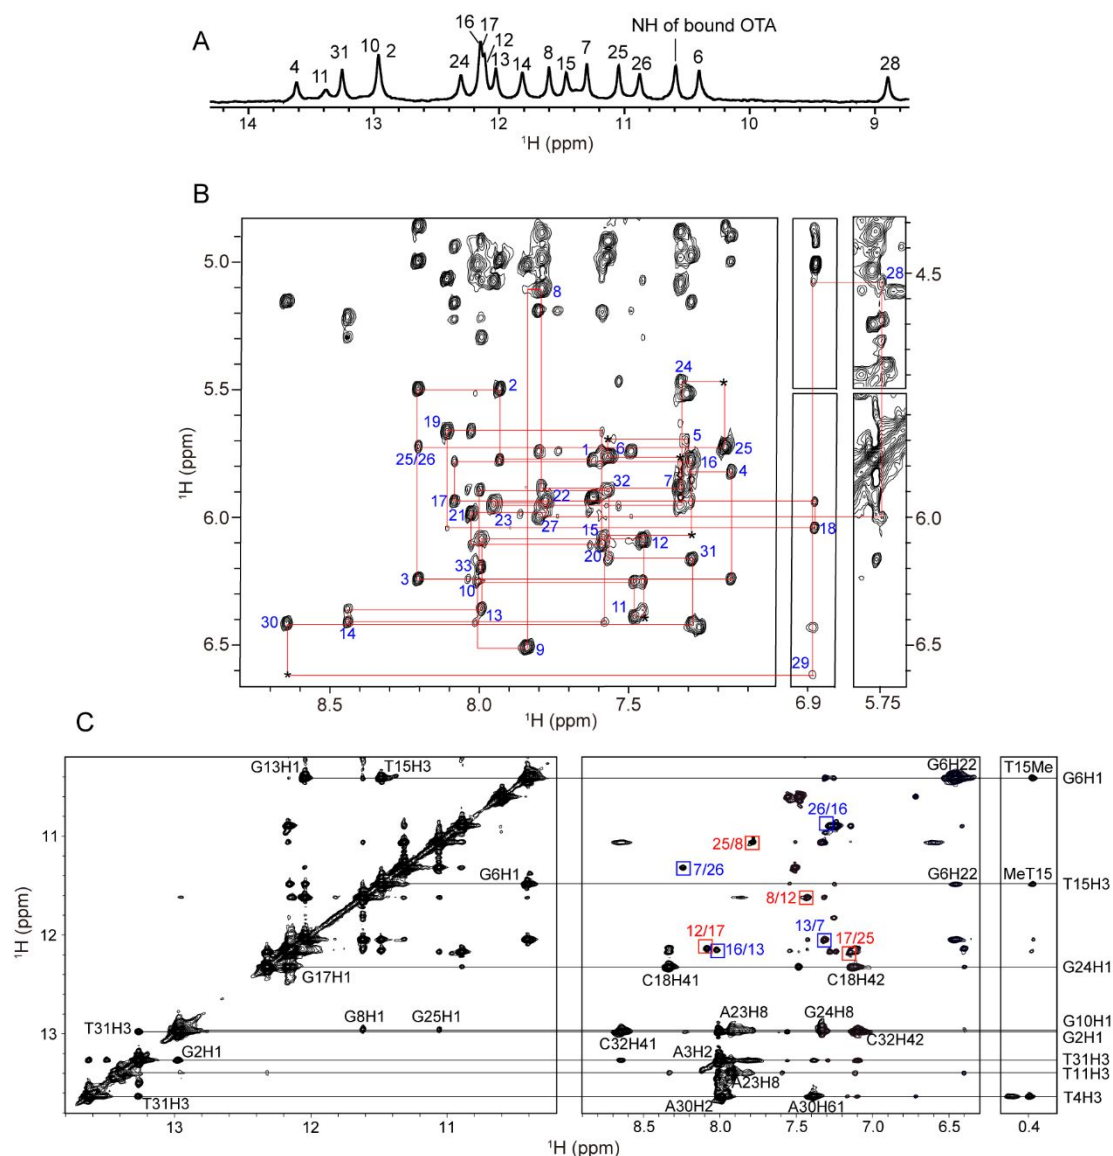 A
NH of bound OTA
4
11
31
10
2
24
16
17
12
13
14
8
15
7
25
26
6
28
14
13
12
11
10
9
¹H (ppm)
B
5.0
5.5
6.0
6.5
¹H (ppm)
8
2
24
28
19
1
6
5
16
25
4
25/26
7
32
17
22
21
23
27
18
15
12
20
33
31
3
10
11
13
30
14
9
29
*
*
*
*
*
*
8.5
8.0
7.5
6.9
5.75
¹H (ppm)
4.5
6.0
6.5
C
G13H1
T15H3
G6H22
T15Me
G6H1
26/16
25/8
7/26
G6H1
G6H22
MeT15
T15H3
8/12
12/17
16/13
13/7
17/25
G17H1
C18H41
C18H42
G24H1
T31H3
G8H1
G25H1
A23H8
G24H8
G10H1
G2H1
C32H41
C32H42
G2H1
A3H2
T31H3
A23H8
T11H3
T31H3
A30H2
A30H61
T4H3
11
12
13
¹H (ppm)
13
12
11
8.5
8.0
7.5
7.0
6.5
0.4
¹H (ppm)